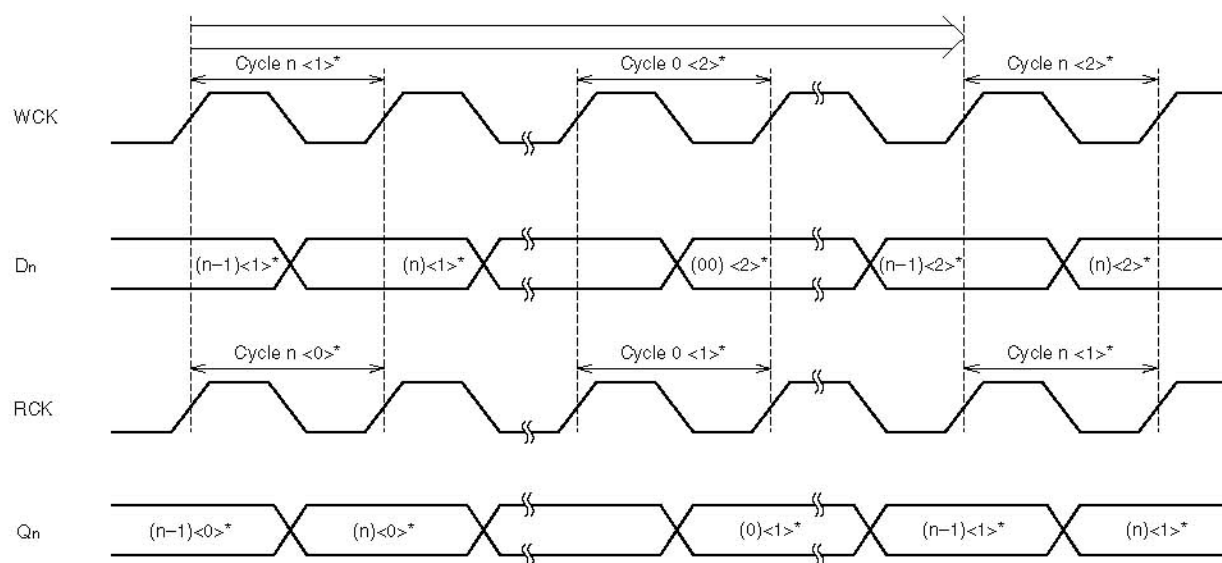 Cycle n <1>* Cycle 0 <2>* Cycle n <2>*
WCK
Dn (n−1)<1>* (n)<1>* (00) <2>* (n−1)<2>* (n)<2>*
Cycle n <0>* Cycle 0 <1>* Cycle n <1>*
RCK
Qn (n−1)<0>* (n)<0>* (0)<1>* (n−1)<1>* (n)<1>*